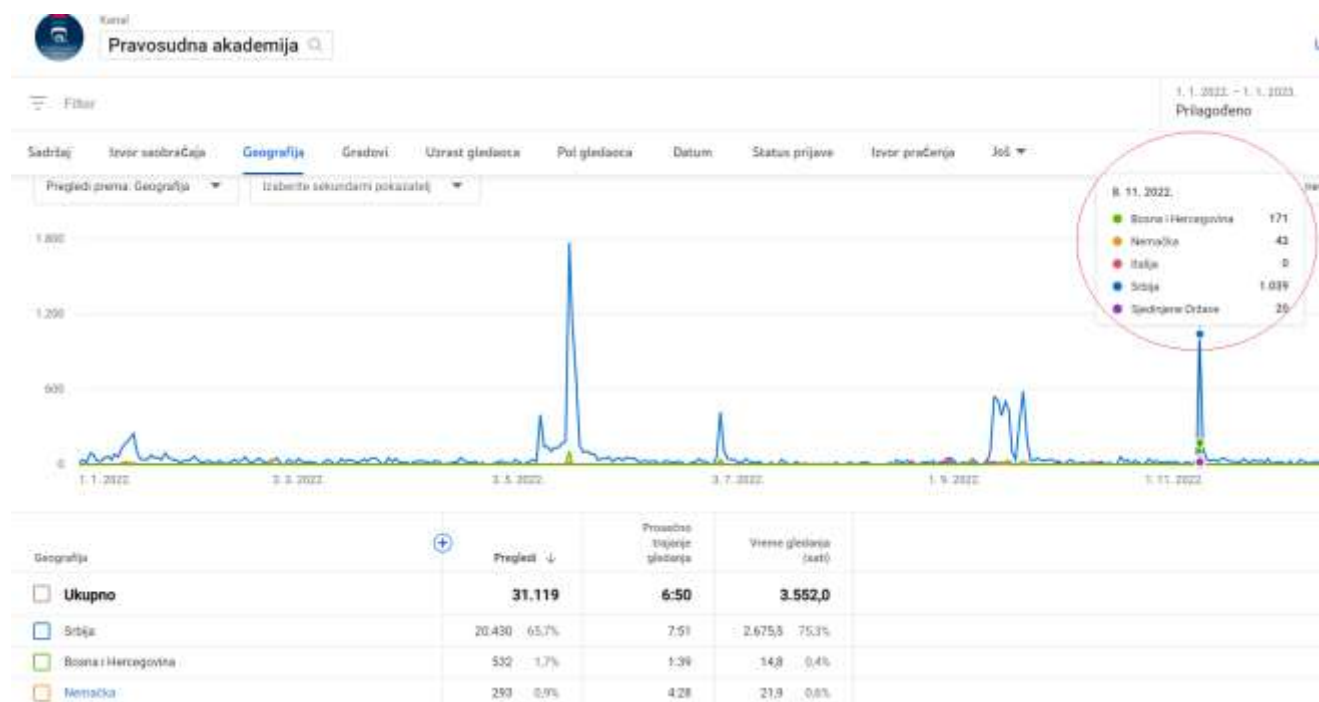 Kanal
Pravosudna akademija
Filter
1. 1. 2022. – 1. 1. 2023.
Prilagođeno
Sadržaj Izvor saobraćaja Geografija Gradovi Uzrast gledaoca Pol gledaoca Datum Status prijave Izvor praćenja Još
Pregledi prema: Geografija Izaberite sekundarni pokazatelj
8. 11. 2022.
Bosna i Hercegovina 171
Nemačka 43
Italija 0
Srbija 1.039
Sjedinjene Države 20
1.800
1.200
600
0
1. 1. 2022. 3. 3. 2022. 3. 5. 2022. 3. 7. 2022. 1. 9. 2022. 1. 11. 2022.
Geografija Pregledi Prosečno trajanje gledanja Vreme gledanja (sati)
Ukupno 31.119 6:50 3.552,0
Srbija 20.430 65,7% 7:51 2.675,5 75,3%
Bosna i Hercegovina 532 1,7% 1:39 14,8 0,4%
Nemačka 293 0,9% 4:28 21,9 0,6%